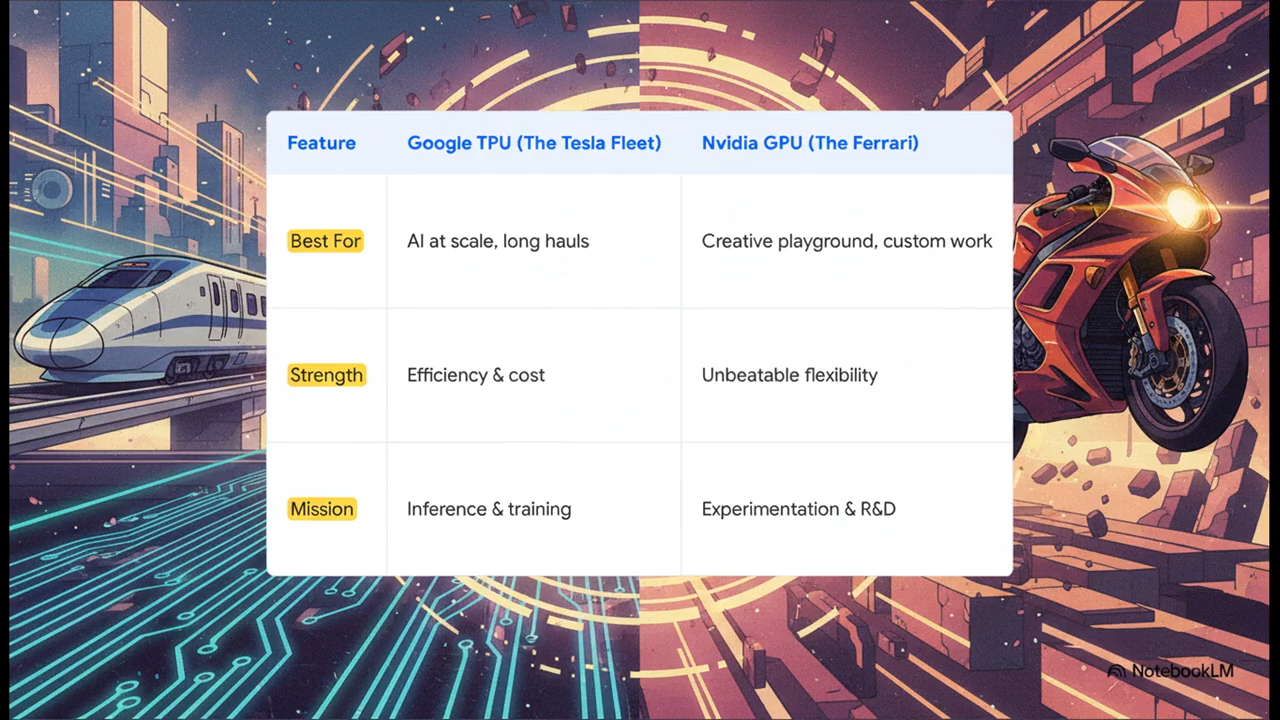 Feature Google TPU (The Tesla Fleet) Nvidia GPU (The Ferrari)
Best For AI at scale, long hauls Creative playground, custom work
Strength Efficiency & cost Unbeatable flexibility
Mission Inference & training Experimentation & R&D
NotebookLM